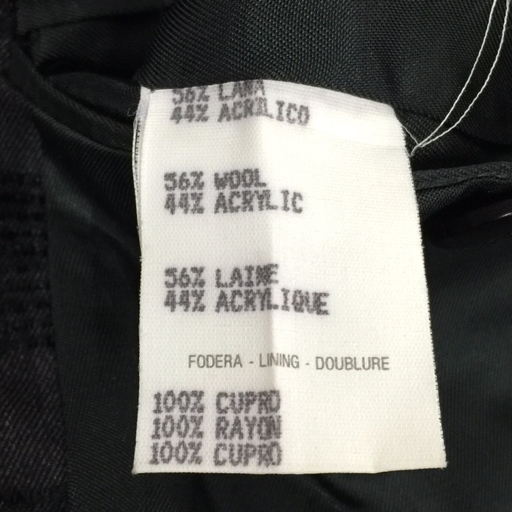 56% LANA
44% ACRILICO
56% WOOL
44% ACRYLIC
56% LAINE
44% ACRYLIQUE
FODERA - LINING - DOUBLURE
100% CUPRO
100% RAYON
100% CUPRO